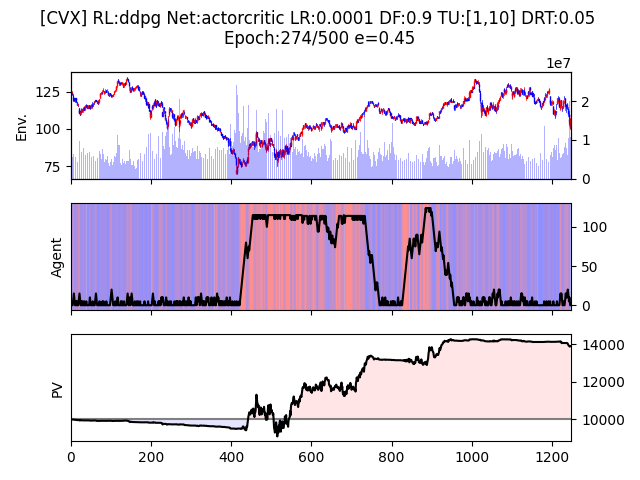 [CVX] RL:ddpg Net:actorcritic LR:0.0001 DF:0.9 TU:[1,10] DRT:0.05
Epoch:274/500 e=0.45
1e7
Env.
125
100
75
2
1
0
Agent
100
50
0
PV
14000
12000
10000
0 200 400 600 800 1000 1200